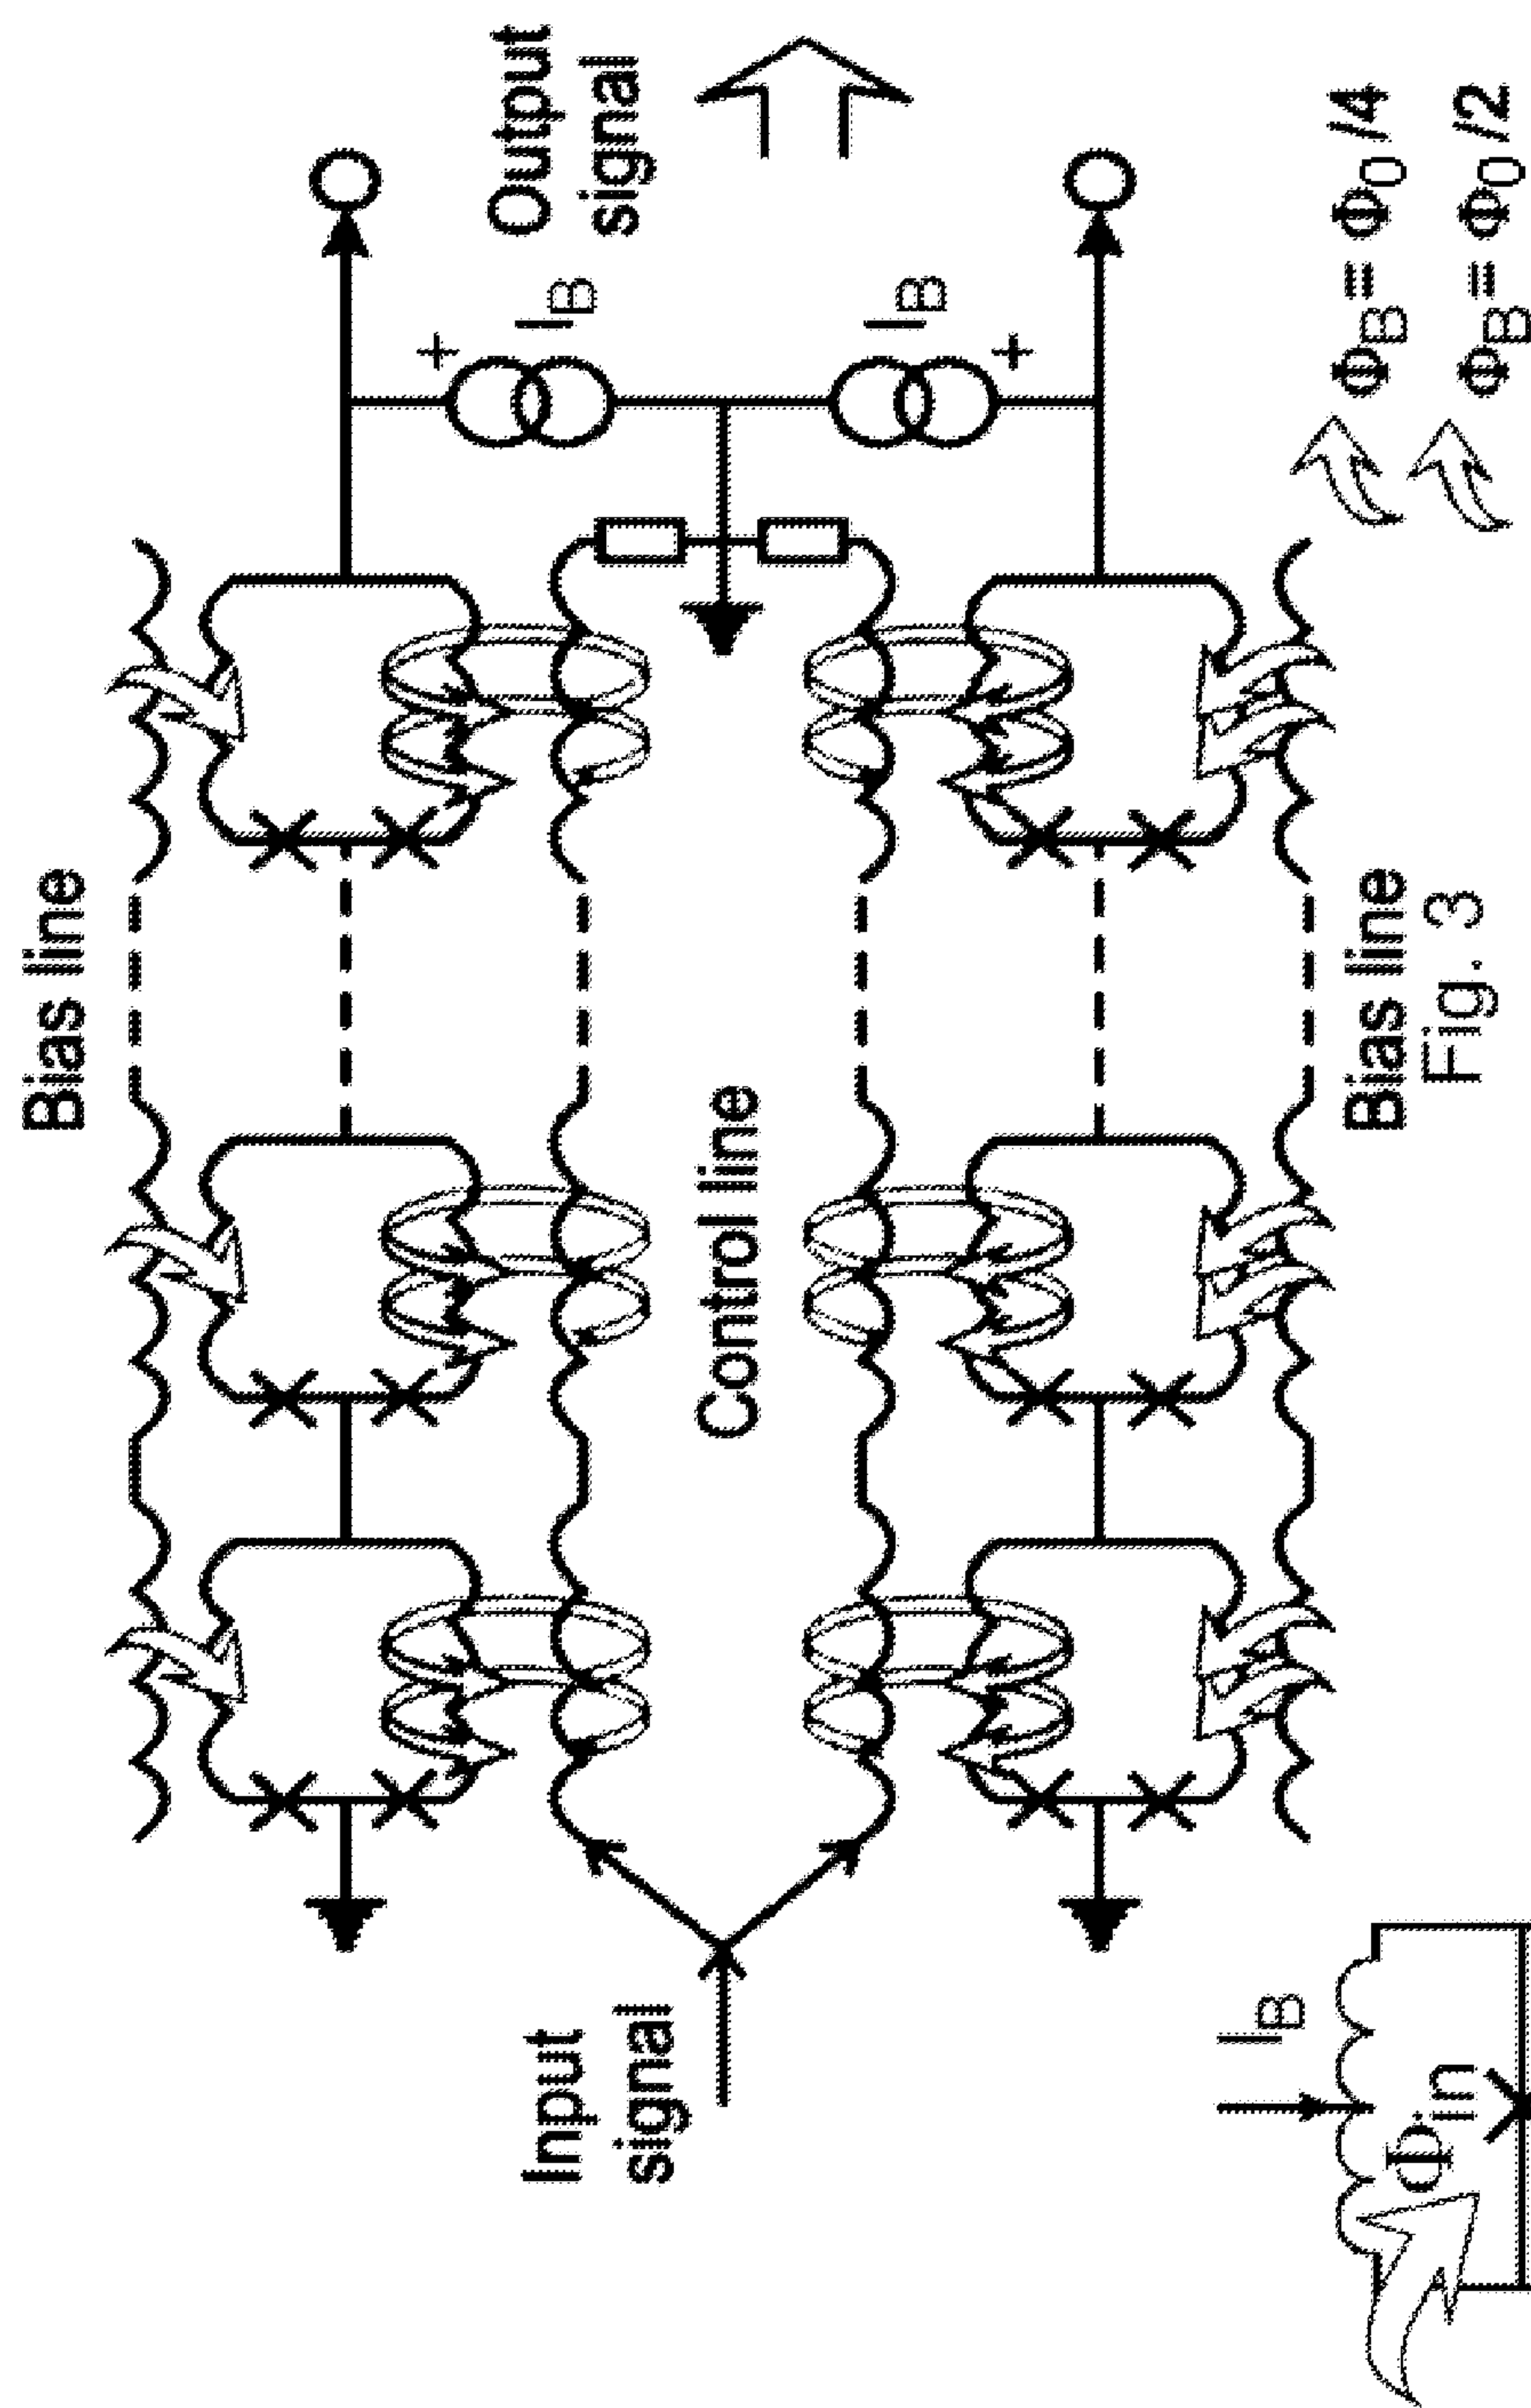 Bias line
Output
signal
I_B
I_B
Control line
Input
signal
Bias line
Φ_B = Φ_0/4
Φ_B = Φ_0/2
Fig. 3
I_B
Φ_in